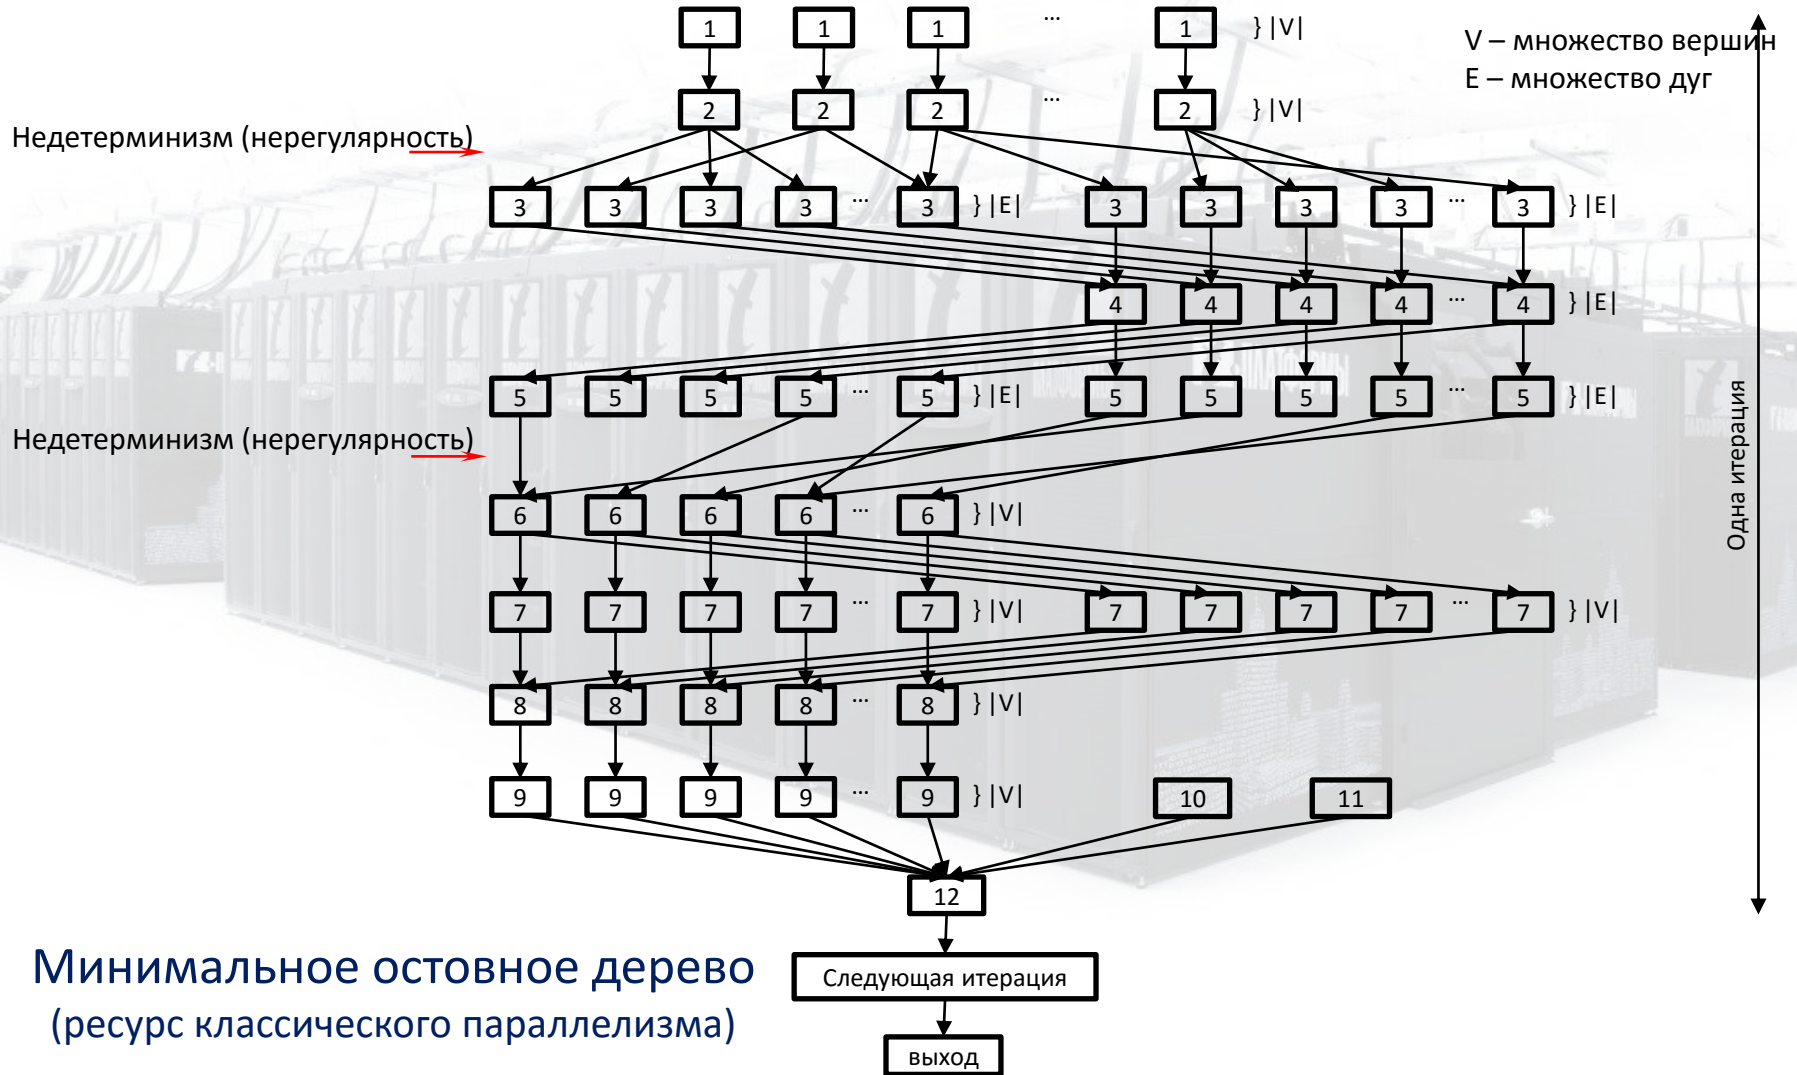 1 1 1 ... 1 } |V|
V – множество вершин
E – множество дуг
2 2 2 ... 2 } |V|
Недетерминизм (нерегулярность)
3 3 3 3 ... 3 } |E| 3 3 3 3 ... 3 } |E|
4 4 4 4 ... 4 } |E|
5 5 5 5 ... 5 } |E| 5 5 5 5 ... 5 } |E|
Недетерминизм (нерегулярность)
Одна итерация
6 6 6 6 ... 6 } |V|
7 7 7 7 ... 7 } |V| 7 7 7 7 ... 7 } |V|
8 8 8 8 ... 8 } |V|
9 9 9 9 ... 9 } |V| 10 11
12
Минимальное остовное дерево
(ресурс классического параллелизма)
Следующая итерация
выход